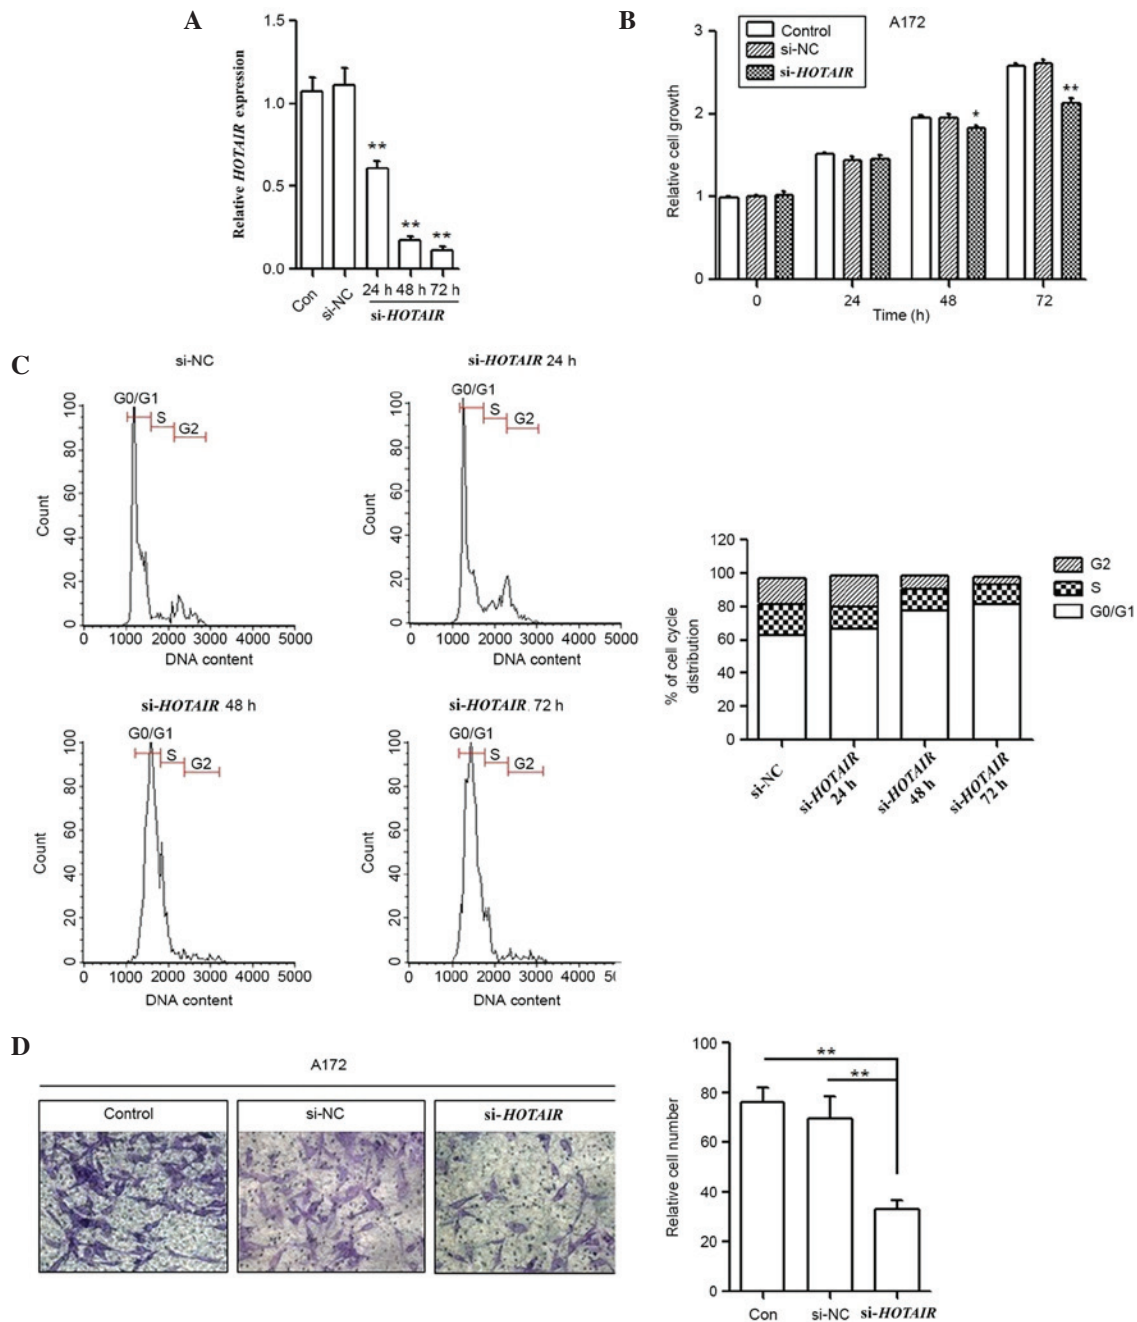 A
Relative HOTAIR expression
1.5
1.0
0.5
0.0
**
**
**
Con
si-NC
24 h
48 h
72 h
si-HOTAIR
B
A172
Control
si-NC
si-HOTAIR
Relative cell growth
3
2
1
0
*
**
0
24
48
72
Time (h)
C
si-NC
G0/G1
S
G2
Count
100
80
60
40
20
0
0 1000 2000 3000 4000 5000
DNA content
si-HOTAIR 24 h
G0/G1
S
G2
Count
100
80
60
40
20
0
0 1000 2000 3000 4000 5000
DNA content
si-HOTAIR 48 h
G0/G1
S
G2
Count
100
80
60
40
20
0
0 1000 2000 3000 4000 5000
DNA content
si-HOTAIR 72 h
G0/G1
S
G2
Count
100
80
60
40
20
0
0 1000 2000 3000 4000
DNA content
% of cell cycle
distribution
120
100
80
60
40
20
0
si-NC
si-HOTAIR
24 h
si-HOTAIR
48 h
si-HOTAIR
72 h
G2
S
G0/G1
D
A172
Control
si-NC
si-HOTAIR
Relative cell number
100
80
60
40
20
0
**
**
Con
si-NC
si-HOTAIR